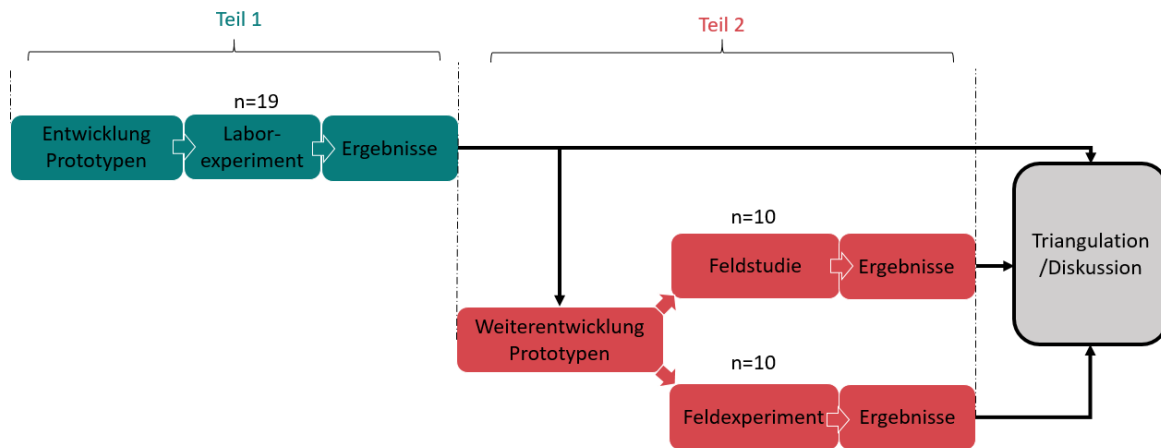 Teil 1
Teil 2
n=19
Entwicklung
Prototypen
Labor-
experiment
Ergebnisse
n=10
Feldstudie
Ergebnisse
Triangulation
/Diskussion
Weiterentwicklung
Prototypen
n=10
Feldexperiment
Ergebnisse